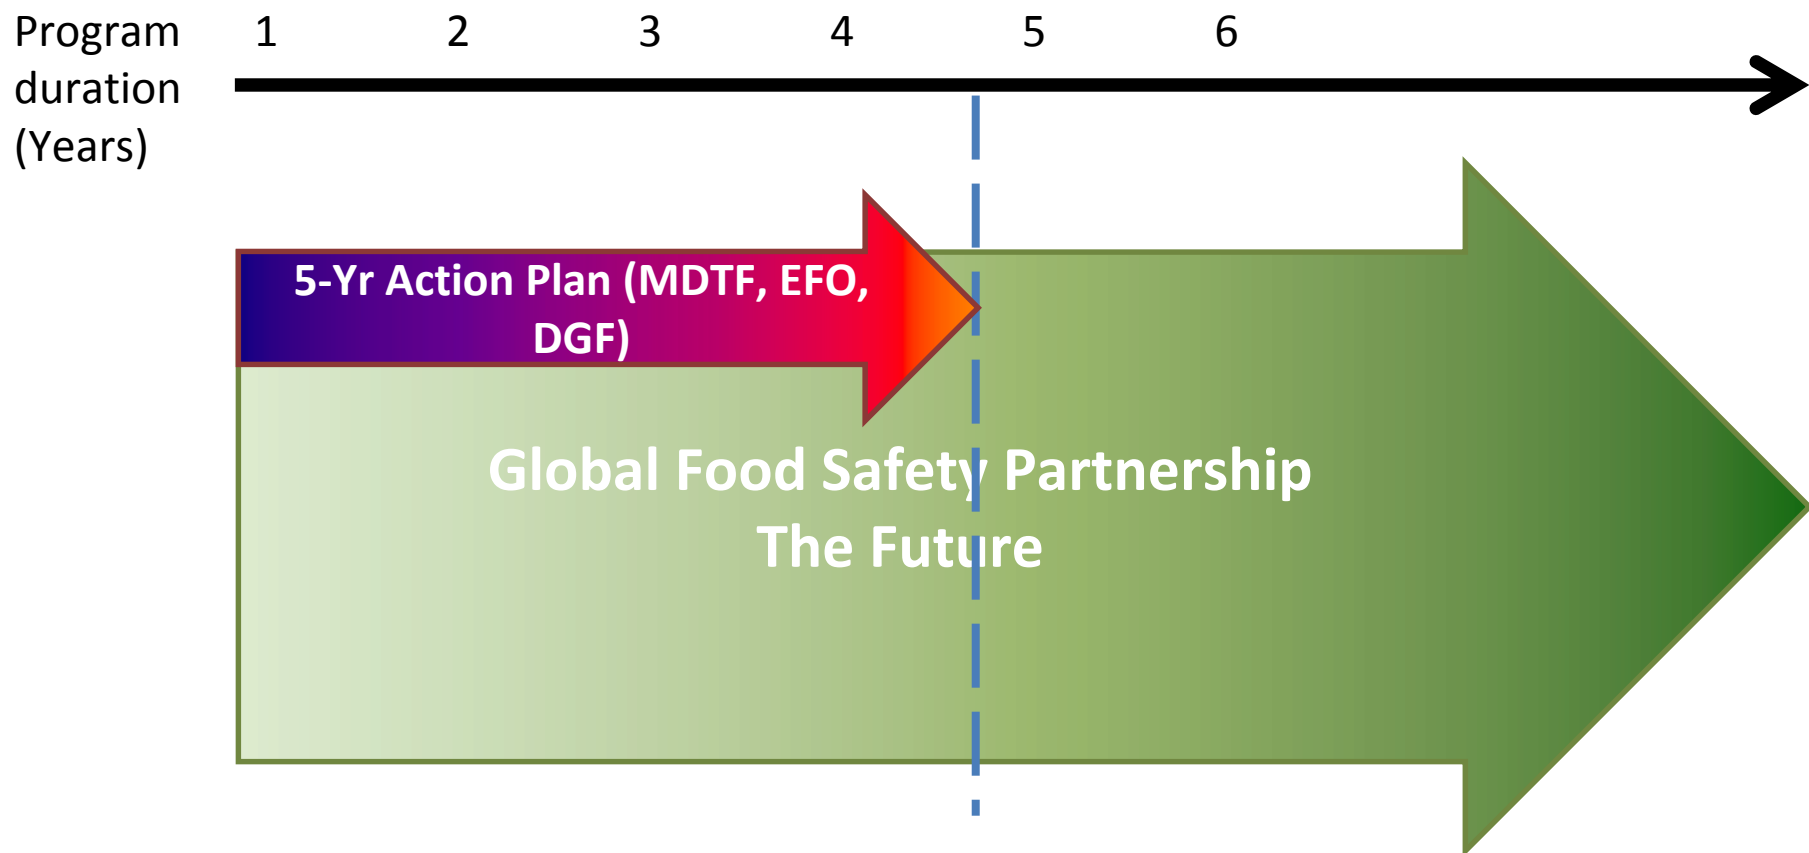 Program
duration
(Years)
1 2 3 4 5 6
5-Yr Action Plan (MDTF, EFO,
DGF)
Global Food Safety Partnership
The Future